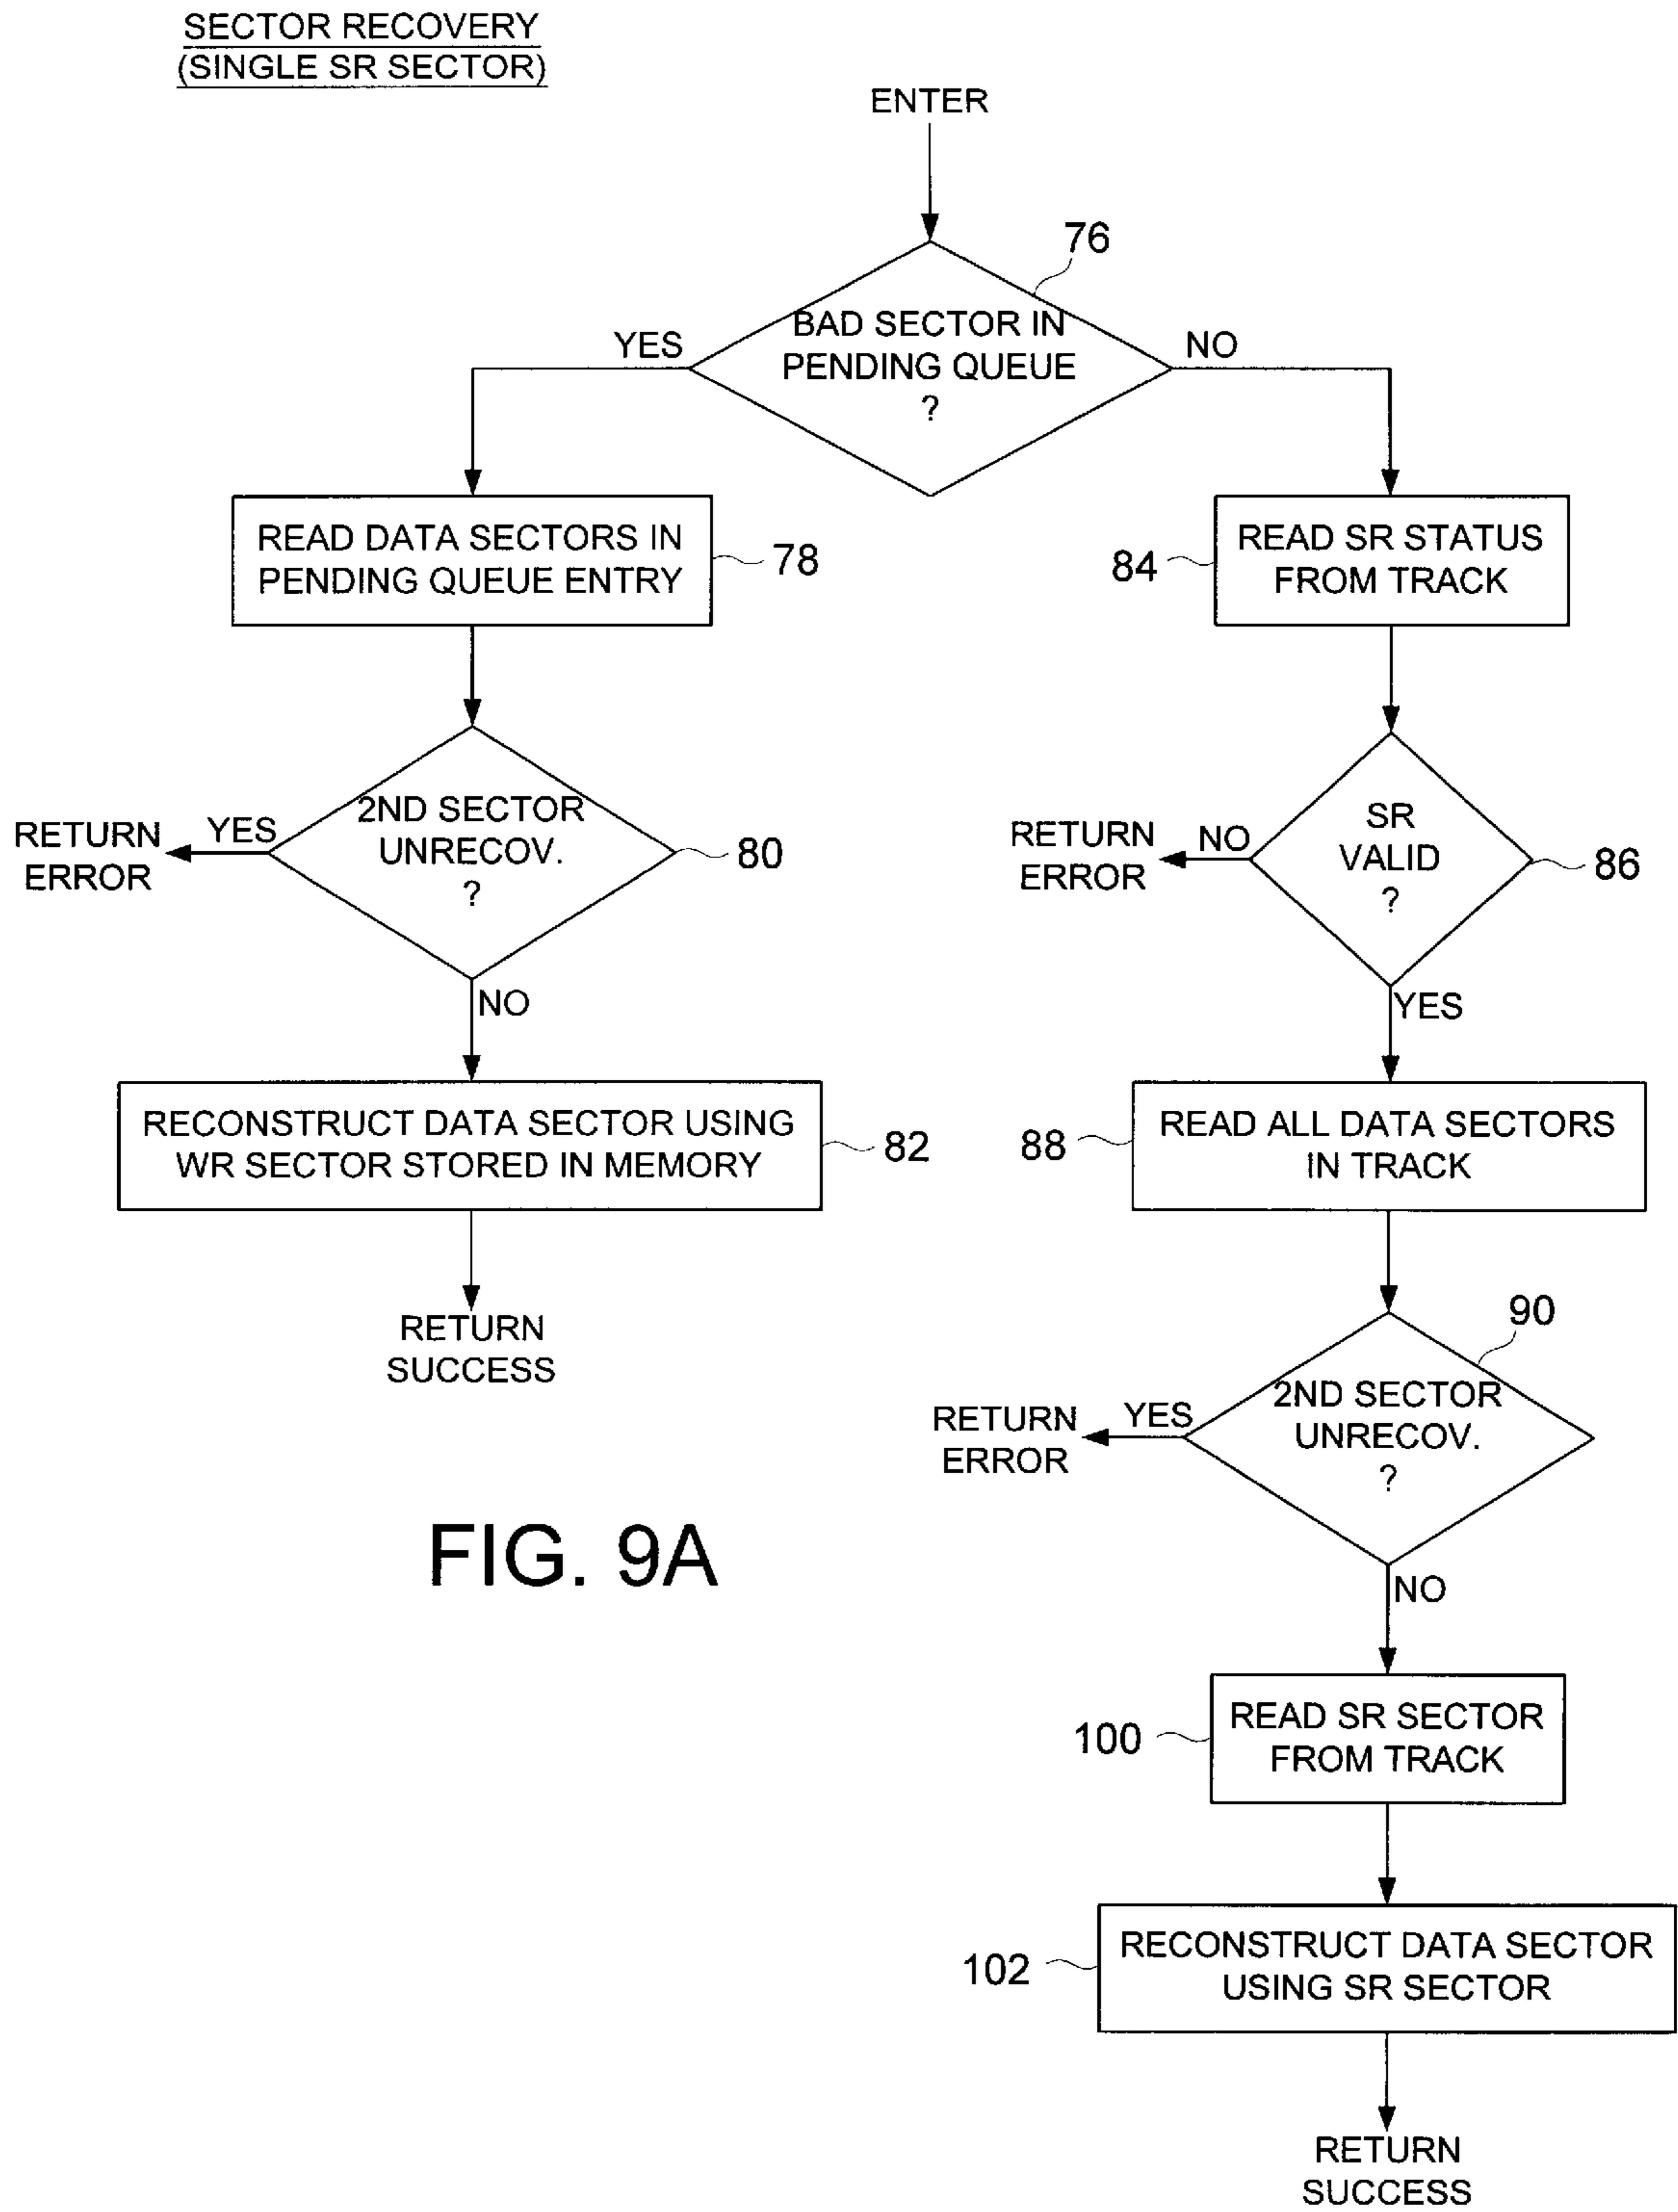 SECTOR RECOVERY
(SINGLE SR SECTOR)
ENTER
76
BAD SECTOR IN
PENDING QUEUE
?
YES
NO
READ DATA SECTORS IN
PENDING QUEUE ENTRY
78
84
READ SR STATUS
FROM TRACK
2ND SECTOR
UNRECOV.
?
80
YES
RETURN
ERROR
NO
SR
VALID
?
86
NO
RETURN
ERROR
YES
RECONSTRUCT DATA SECTOR USING
WR SECTOR STORED IN MEMORY
82
88
READ ALL DATA SECTORS
IN TRACK
RETURN
SUCCESS
90
2ND SECTOR
UNRECOV.
?
YES
RETURN
ERROR
NO
FIG. 9A
100
READ SR SECTOR
FROM TRACK
102
RECONSTRUCT DATA SECTOR
USING SR SECTOR
RETURN
SUCCESS